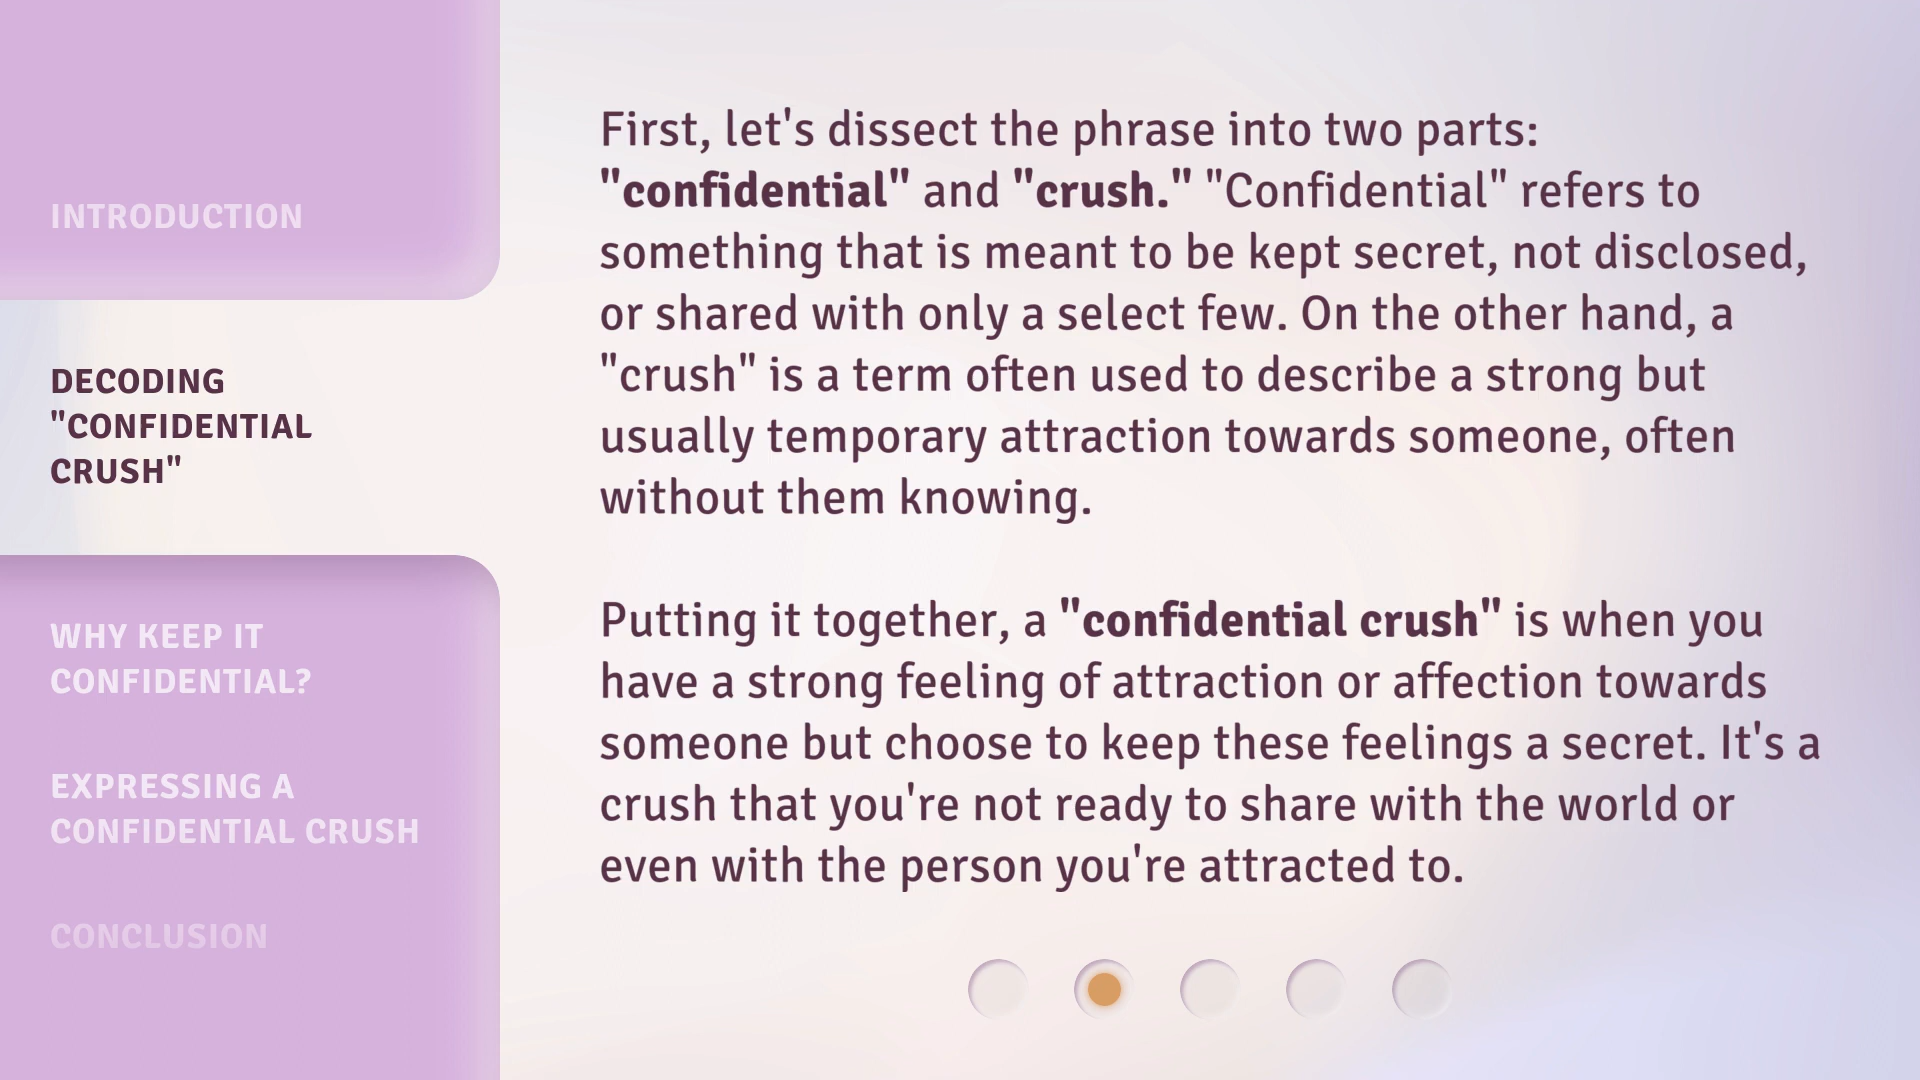 INTRODUCTION
DECODING
"CONFIDENTIAL
CRUSH"
WHY KEEP IT
CONFIDENTIAL?
EXPRESSING A
CONFIDENTIAL CRUSH
CONCLUSION
First, let's dissect the phrase into two parts:
"confidential" and "crush." "Confidential" refers to
something that is meant to be kept secret, not disclosed,
or shared with only a select few. On the other hand, a
"crush" is a term often used to describe a strong but
usually temporary attraction towards someone, often
without them knowing.
Putting it together, a "confidential crush" is when you
have a strong feeling of attraction or affection towards
someone but choose to keep these feelings a secret. It's a
crush that you're not ready to share with the world or
even with the person you're attracted to.